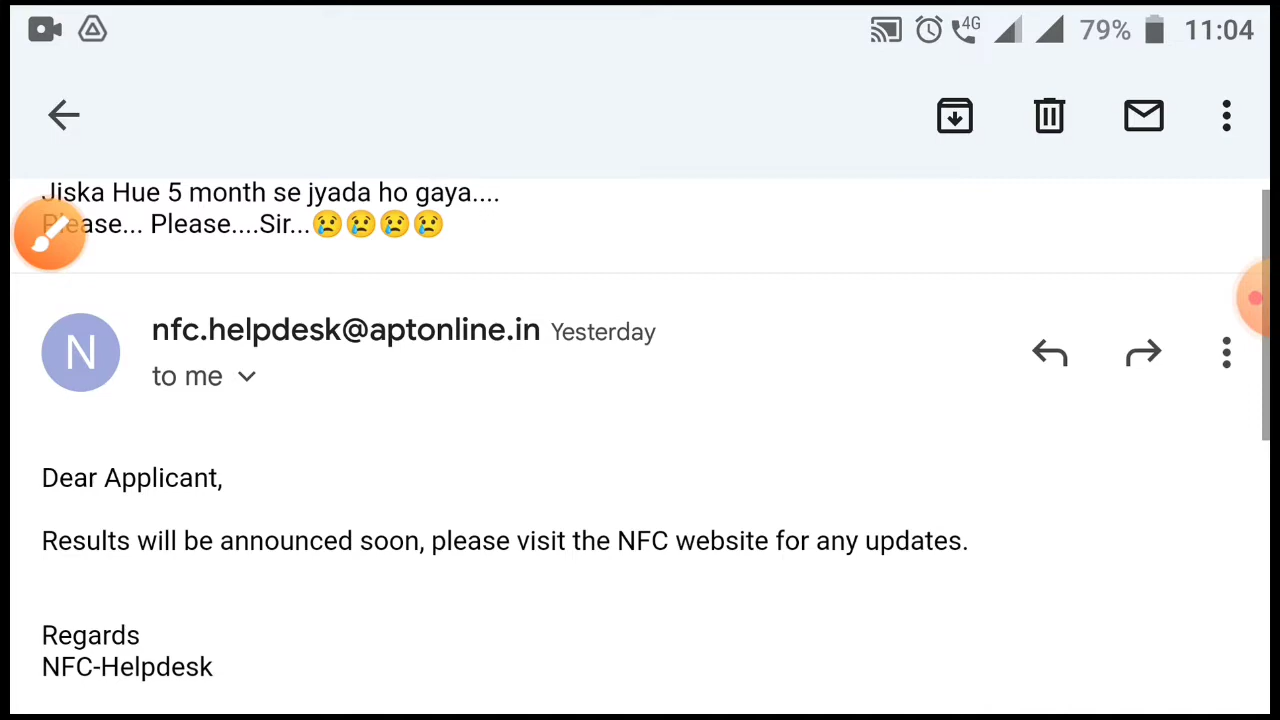 4G 79% 11:04
Jiska Hue 5 month se jyada ho gaya....
Please... Please....Sir...😢😢😢😢
N
nfc.helpdesk@aptonline.in Yesterday
to me
Dear Applicant,
Results will be announced soon, please visit the NFC website for any updates.
Regards
NFC-Helpdesk